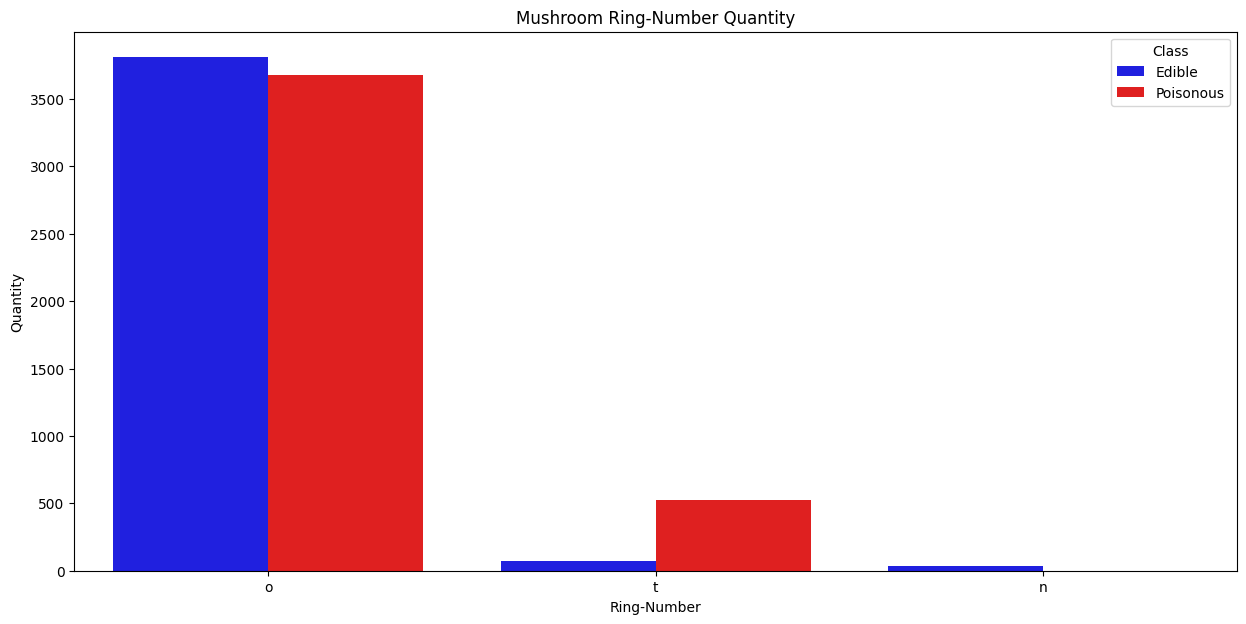 Mushroom Ring-Number Quantity
Class
Edible
Poisonous
3500
3000
2500
2000
1500
1000
500
0
Quantity
o
t
n
Ring-Number